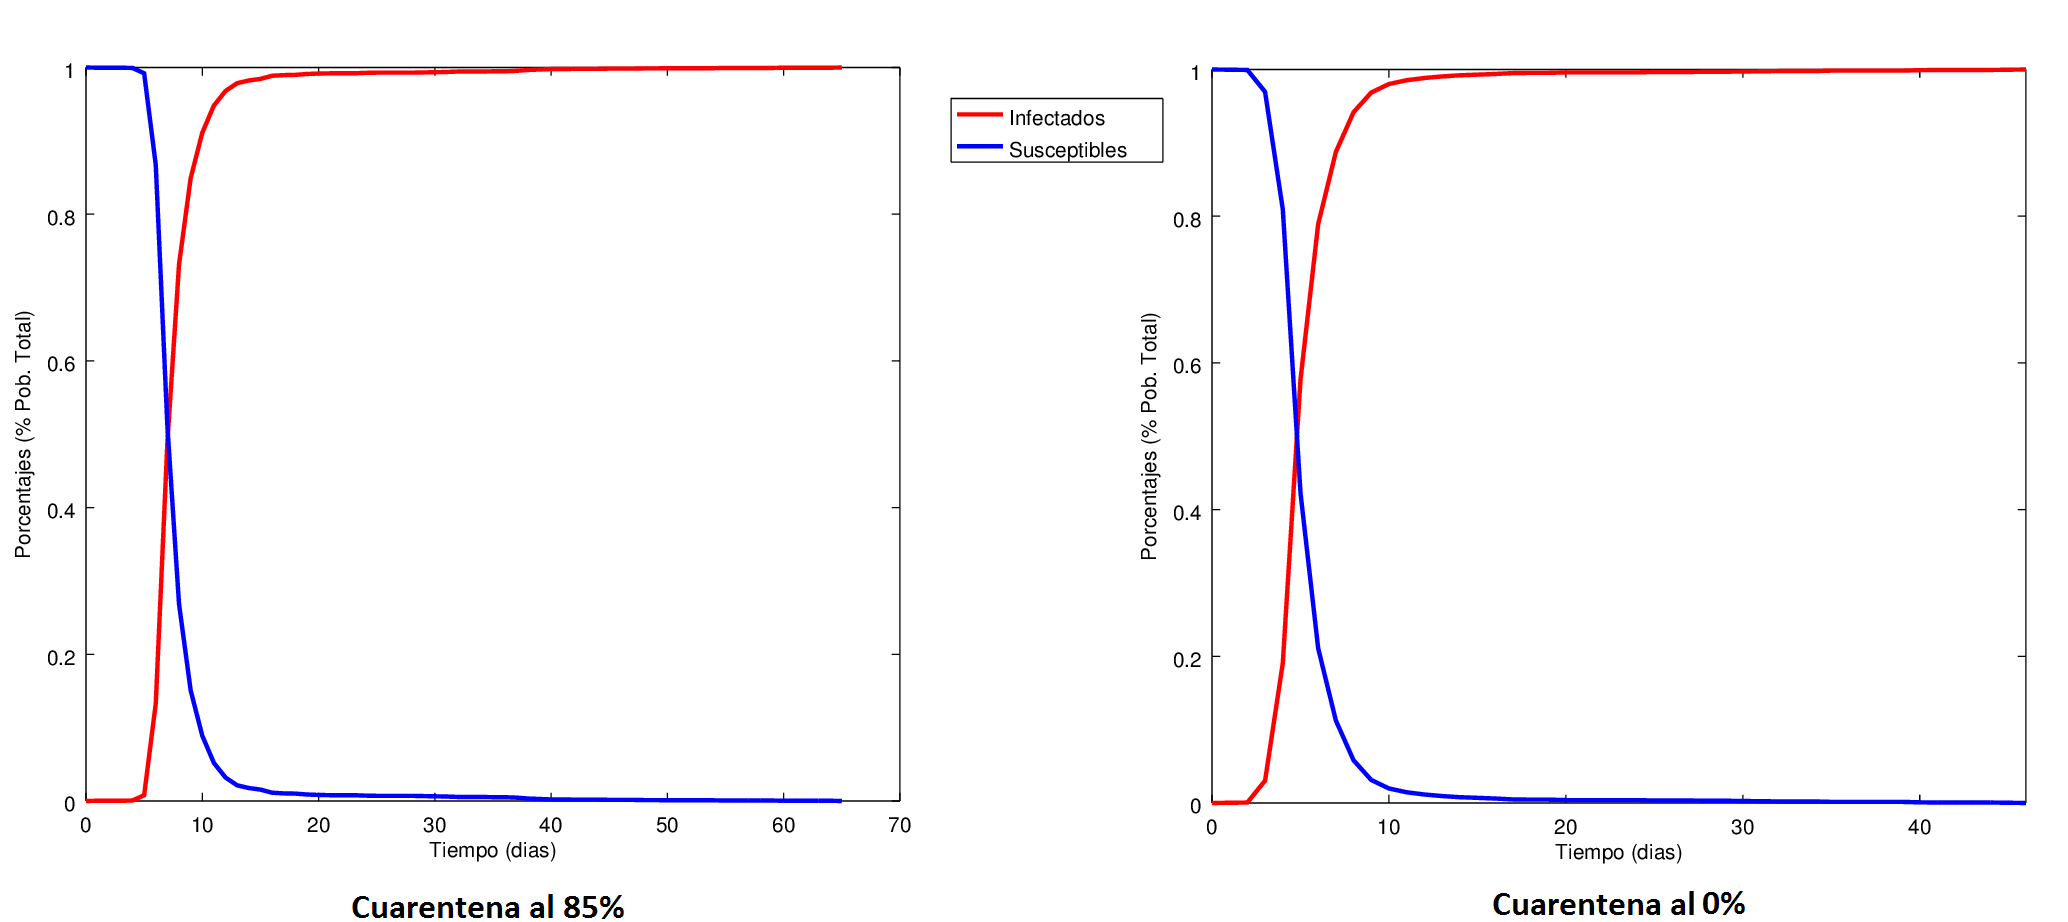 1
0.8
0.6
0.4
0.2
0
Porcentajes (% Pob. Total)
0 10 20 30 40 50 60 70
Tiempo (dias)
Cuarentena al 85%
Infectados
Susceptibles
1
0.8
0.6
0.4
0.2
0
Porcentajes (% Pob. Total)
0 10 20 30 40
Tiempo (dias)
Cuarentena al 0%